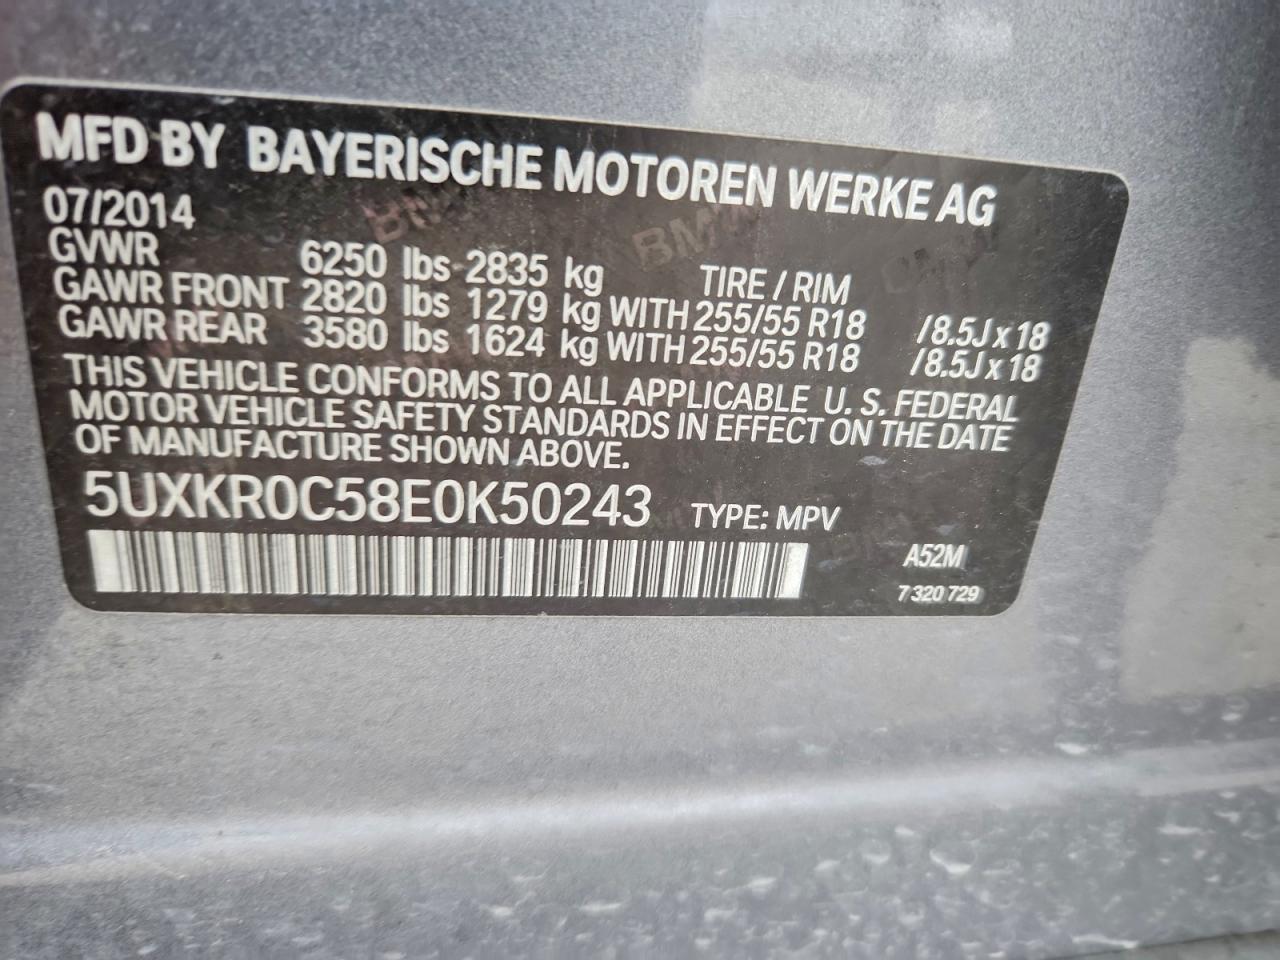 MFD BY BAYERISCHE MOTOREN WERKE AG
07/2014
GVWR 6250 lbs 2835 kg TIRE / RIM
GAWR FRONT 2820 lbs 1279 kg WITH 255/55 R18 /8.5J x 18
GAWR REAR 3580 lbs 1624 kg WITH 255/55 R18 /8.5J x 18
THIS VEHICLE CONFORMS TO ALL APPLICABLE U. S. FEDERAL
MOTOR VEHICLE SAFETY STANDARDS IN EFFECT ON THE DATE
OF MANUFACTURE SHOWN ABOVE.
5UXKR0C58E0K50243 TYPE: MPV
A52M
7 320 729